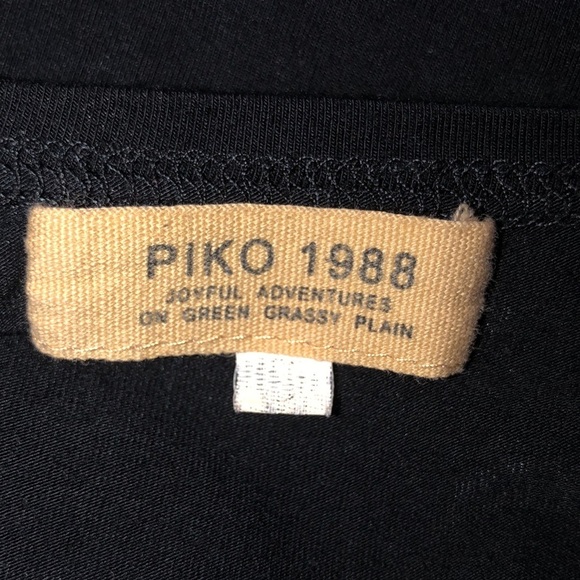 PIKO 1988
JOYFUL ADVENTURES
ON GREEN GRASSY PLAIN